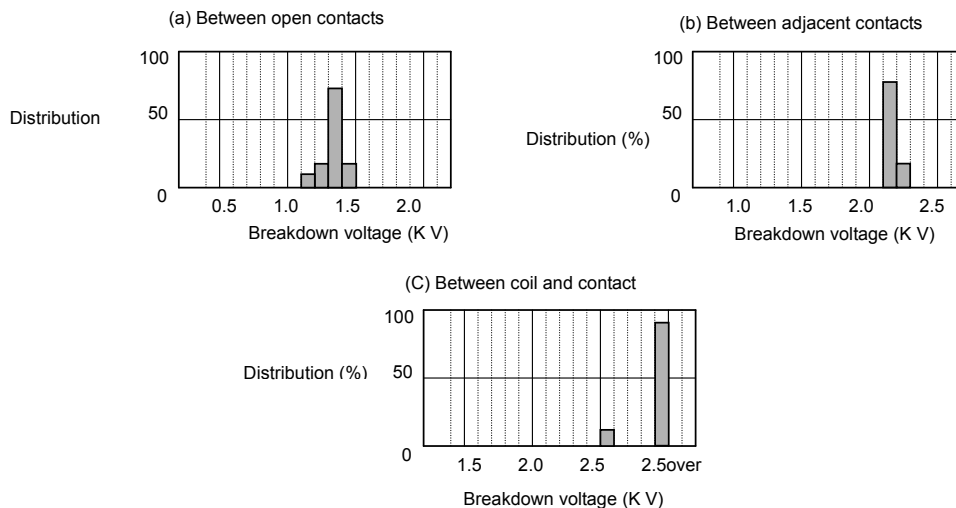 (a) Between open contacts
100
50
0
Distribution
0.5 1.0 1.5 2.0
Breakdown voltage (K V)
(b) Between adjacent contacts
100
50
0
Distribution (%)
1.0 1.5 2.0 2.5
Breakdown voltage (K V)
(C) Between coil and contact
100
50
0
Distribution (%)
1.5 2.0 2.5 2.5over
Breakdown voltage (K V)